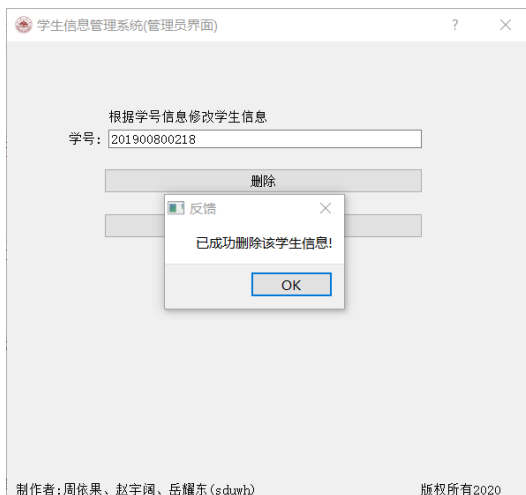 学生信息管理系统(管理员界面)
根据学号信息修改学生信息
学号:
201900800218
删除
反馈
已成功删除该学生信息!
OK
制作者:周依果、赵宇阔、岳耀东(sduwh)
版权所有2020